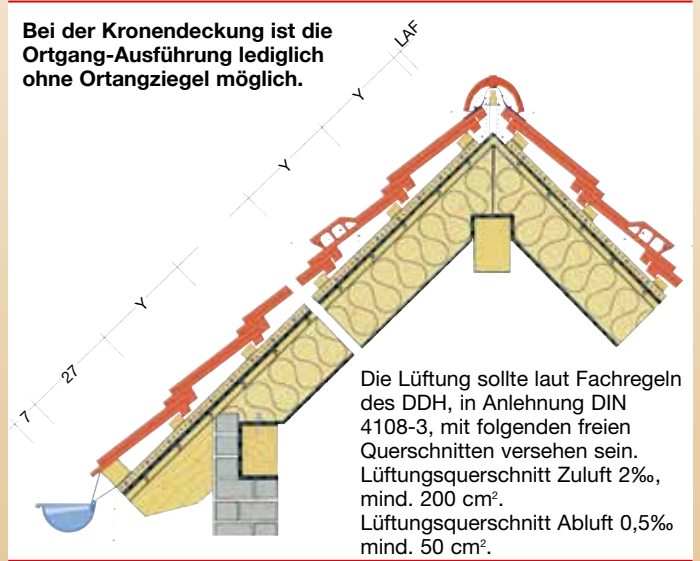 Bei der Kronendeckung ist die
Ortgang-Ausführung lediglich
ohne Ortangziegel möglich.
LAF
Y
Y
Y
27
7
Die Lüftung sollte laut Fachregeln
des DDH, in Anlehnung DIN
4108-3, mit folgenden freien
Querschnitten versehen sein.
Lüftungsquerschnitt Zuluft 2‰,
mind. 200 cm².
Lüftungsquerschnitt Abluft 0,5‰
mind. 50 cm².